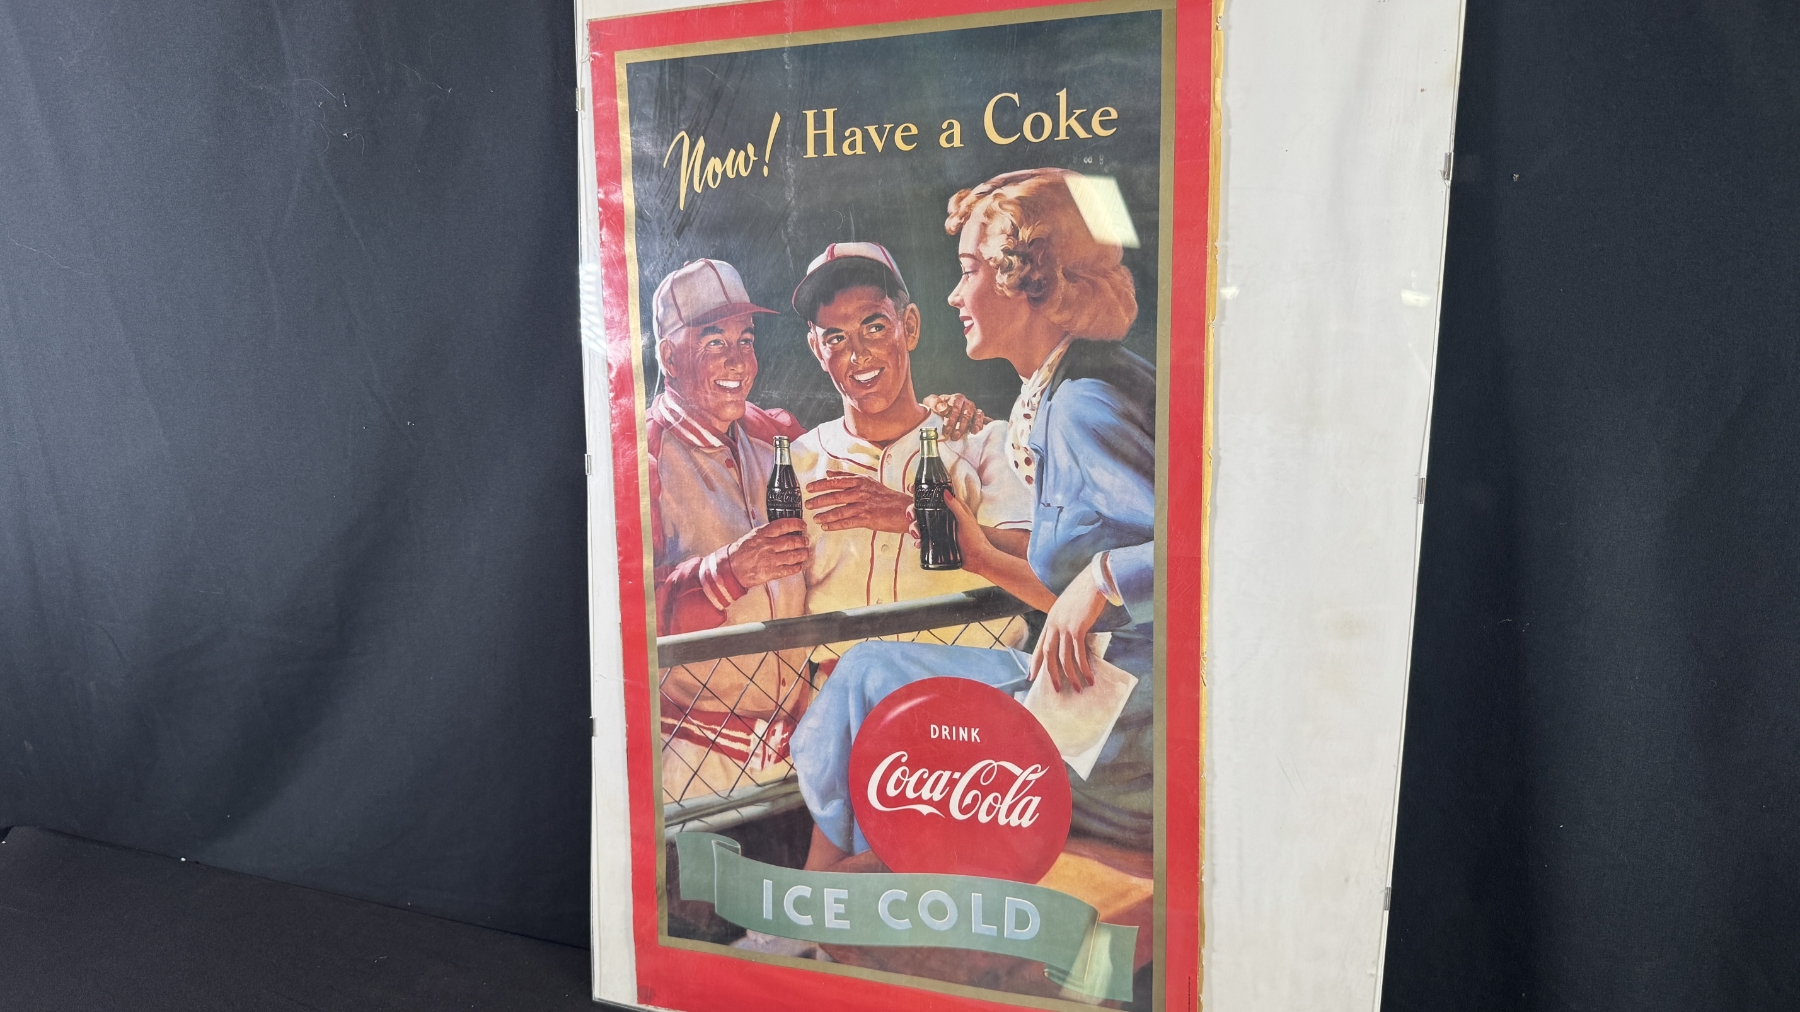 Now! Have a Coke
DRINK
Coca-Cola
ICE COLD